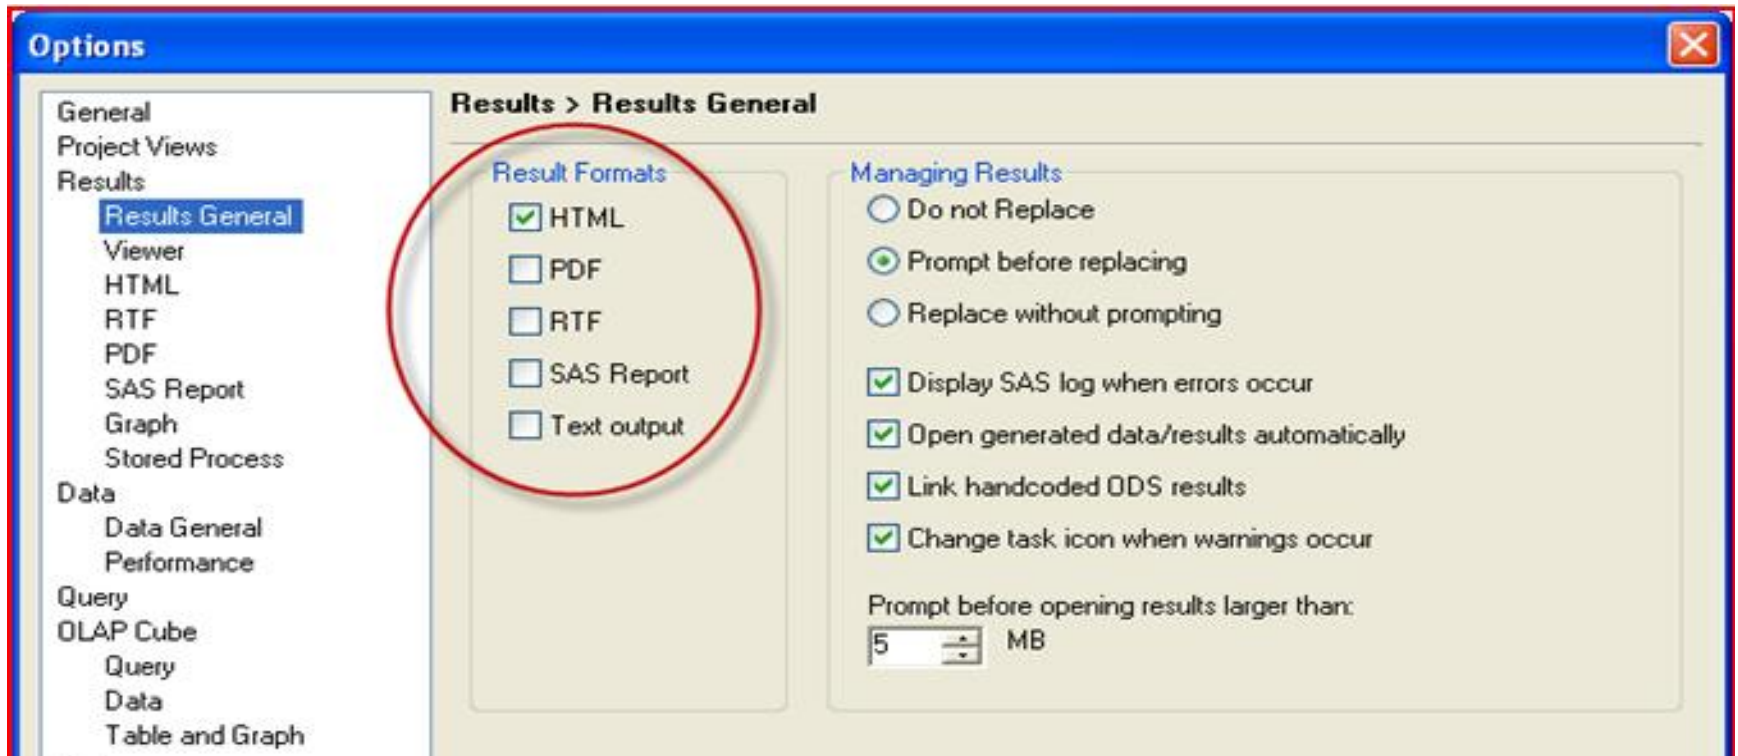 Options
General
Project Views
Results
Results General
Viewer
HTML
RTF
PDF
SAS Report
Graph
Stored Process
Data
Data General
Performance
Query
OLAP Cube
Query
Data
Table and Graph
Results > Results General
Result Formats
HTML
PDF
RTF
SAS Report
Text output
Managing Results
Do not Replace
Prompt before replacing
Replace without prompting
Display SAS log when errors occur
Open generated data/results automatically
Link handcoded ODS results
Change task icon when warnings occur
Prompt before opening results larger than:
5 MB